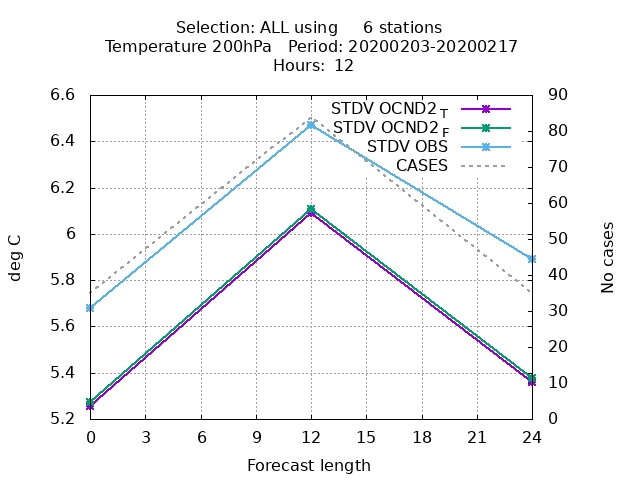 Selection: ALL using     6 stations
Temperature 200hPa   Period: 20200203-20200217
Hours: 12
6.6
6.4
6.2
6
5.8
5.6
5.4
5.2
90
80
70
60
50
40
30
20
10
0
STDV OCND2_T
STDV OCND2_F
STDV OBS
CASES
deg C
No cases
0 3 6 9 12 15 18 21 24
Forecast length